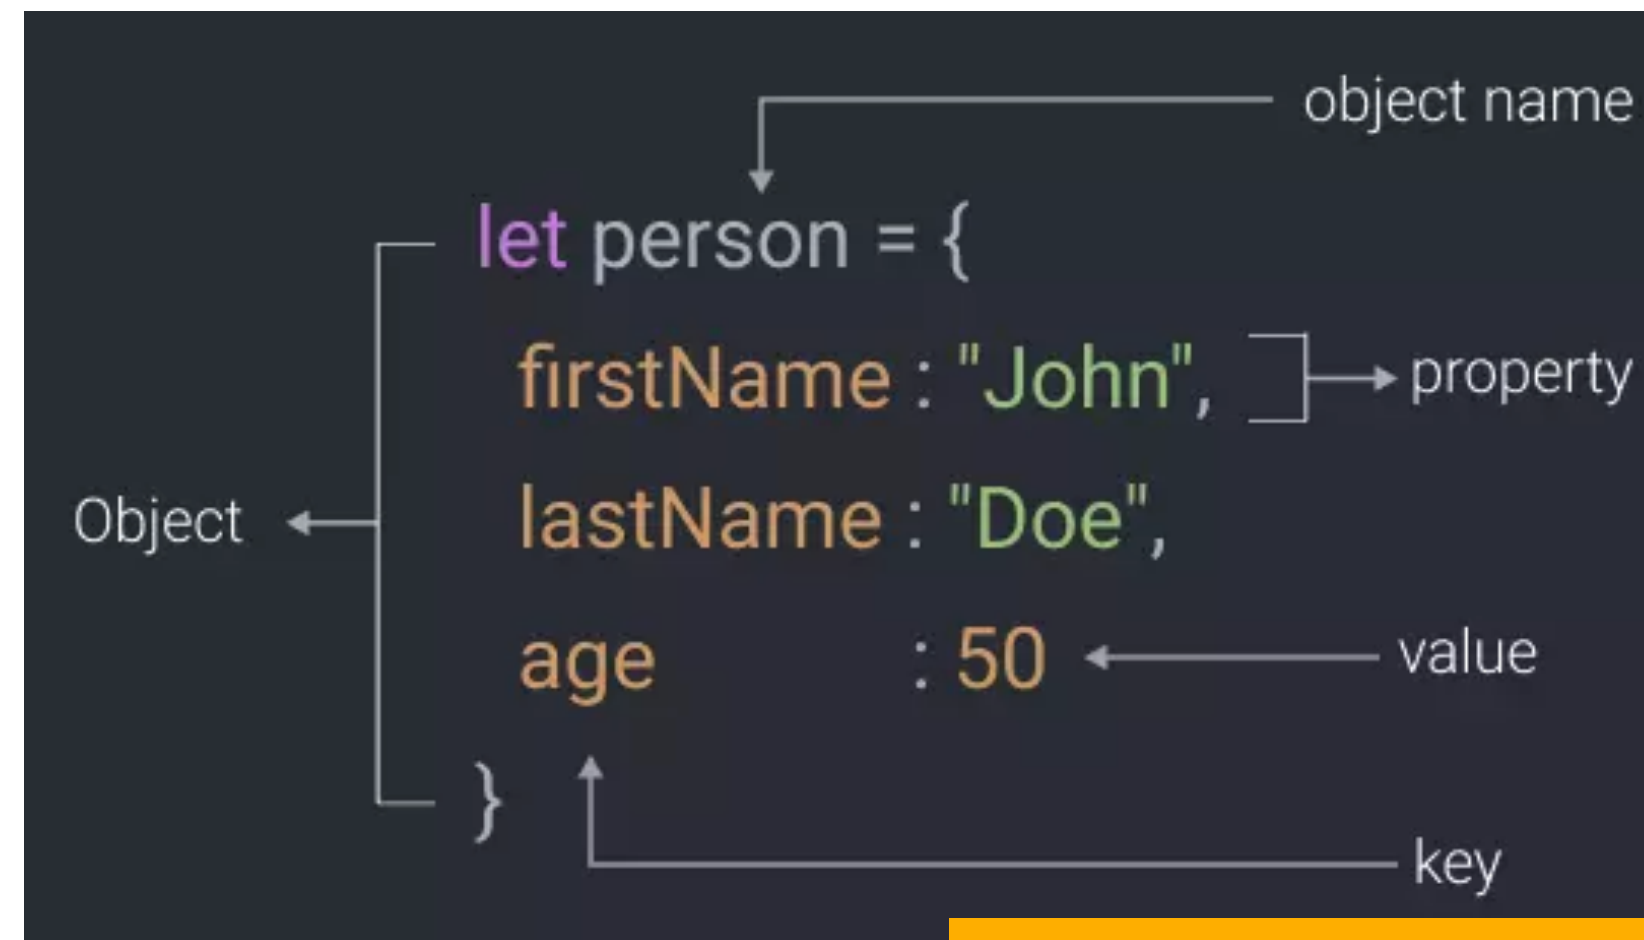 object name
let person = {
firstName : "John", property
lastName : "Doe",
Object
age : 50 value
}
key